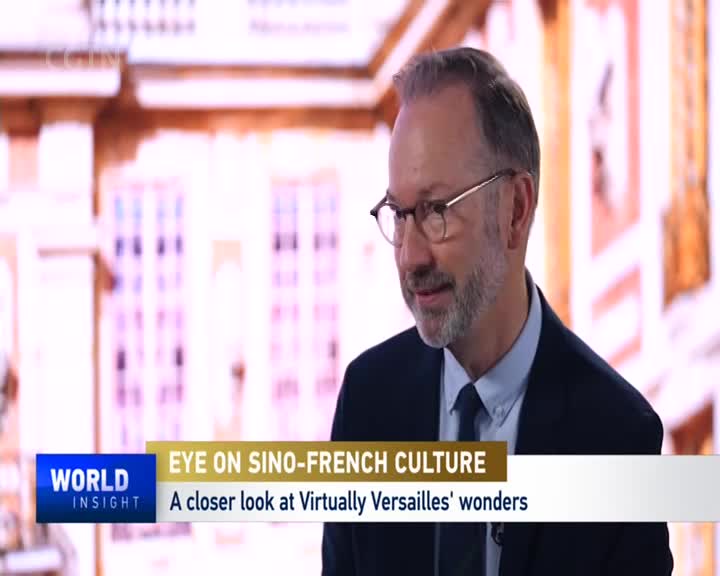 CGTN
EYE ON SINO-FRENCH CULTURE
WORLD
INSIGHT
A closer look at Virtually Versailles' wonders